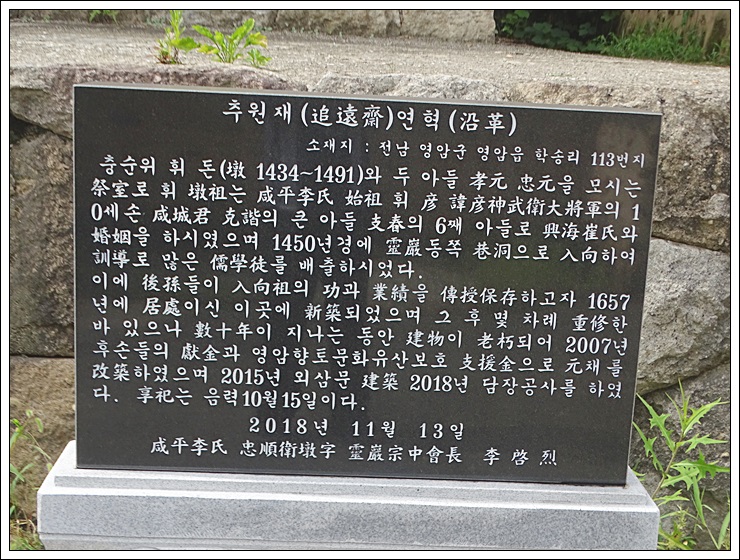 추원재(追遠齋)연혁(沿革)
소재지 : 전남 영암군 영암읍 학송리 113번지
충순위 휘 돈(墩 1434~1491)와 두 아들 孝元 忠元을 모시는
祭室로 휘 墩祖는 咸平李氏 始祖 휘 彦 諱彦神武衛大將軍의 1
0세손 咸城君 克諧의 큰 아들 支春의 6째 아들로 興海崔氏와
婚姻을 하시였으며 1450년경에 靈巖동쪽 巷洞으로 入向하여
訓導로 많은 儒學徒를 배출하시었다.
이에 後孫들이 入向祖의 功과 業績을 傳授保存하고자 1657
년에 居處이신 이곳에 新築되었으며 그 후 몇 차례 重修한
바 있으나 數十年이 지나는 동안 建物이 老朽되어 2007년
후손들의 獻金과 영암향토문화유산보호 支援金으로 元채를
改築하였으며 2015년 외삼문 建築 2018년 담장공사를 하였
다. 享祀는 음력10월15일이다.
2018년 11월 13일
咸平李氏 忠順衛墩字 靈巖宗中會長 李啓烈